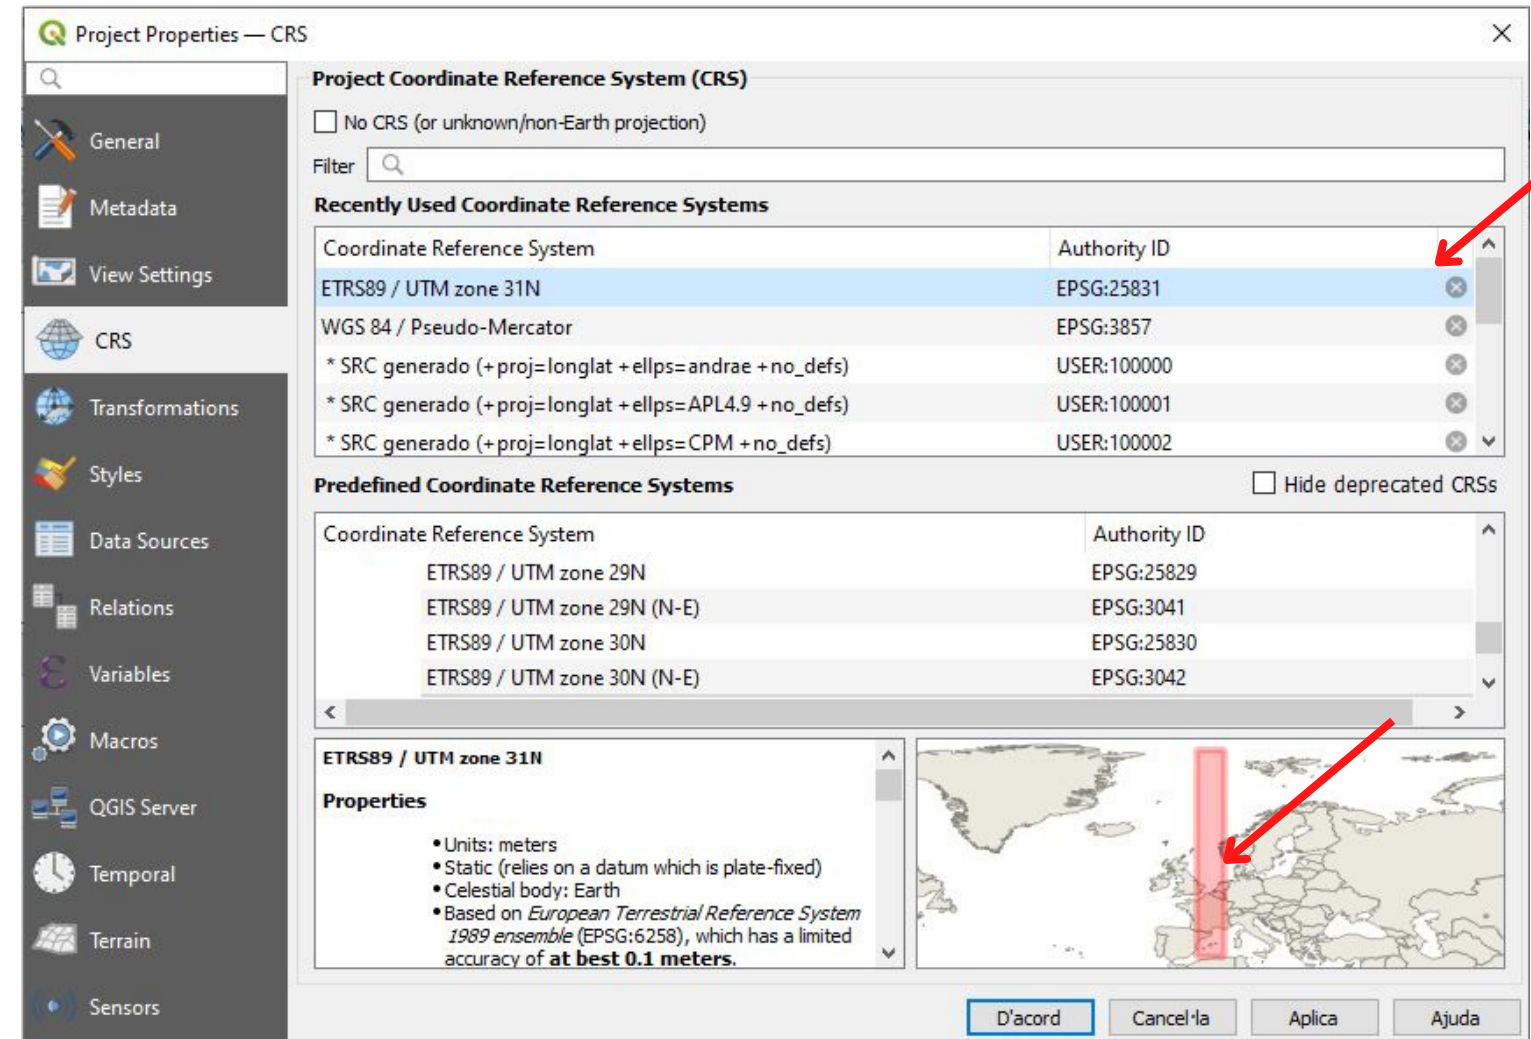 Project Properties — CRS
Project Coordinate Reference System (CRS)
No CRS (or unknown/non-Earth projection)
Filter
General
Metadata
View Settings
CRS
Transformations
Styles
Data Sources
Relations
Variables
Macros
QGIS Server
Temporal
Terrain
Sensors
Recently Used Coordinate Reference Systems
Coordinate Reference System Authority ID
ETRS89 / UTM zone 31N EPSG:25831
WGS 84 / Pseudo-Mercator EPSG:3857
* SRC generado (+proj=longlat +ellps=andrae +no_defs) USER:100000
* SRC generado (+proj=longlat +ellps=APL4.9 +no_defs) USER:100001
* SRC generado (+proj=longlat +ellps=CPM +no_defs) USER:100002
Predefined Coordinate Reference Systems Hide deprecated CRSs
Coordinate Reference System Authority ID
ETRS89 / UTM zone 29N EPSG:25829
ETRS89 / UTM zone 29N (N-E) EPSG:3041
ETRS89 / UTM zone 30N EPSG:25830
ETRS89 / UTM zone 30N (N-E) EPSG:3042
ETRS89 / UTM zone 31N
Properties
• Units: meters
• Static (relies on a datum which is plate-fixed)
• Celestial body: Earth
• Based on European Terrestrial Reference System
1989 ensemble (EPSG:6258), which has a limited
accuracy of at best 0.1 meters.
D'acord Cancel·la Aplica Ajuda